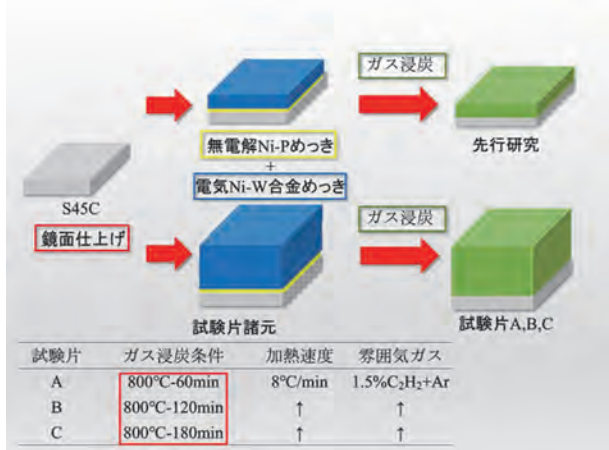 ガス浸炭
無電解Ni-Pめっき
+
先行研究
電気Ni-W合金めっき
S45C
鏡面仕上げ
ガス浸炭
試験片諸元
試験片A,B,C
試験片 ガス浸炭条件 加熱速度 雰囲気ガス
A 800℃-60min 8℃/min 1.5%C₂H₂+Ar
B 800℃-120min ↑ ↑
C 800℃-180min ↑ ↑